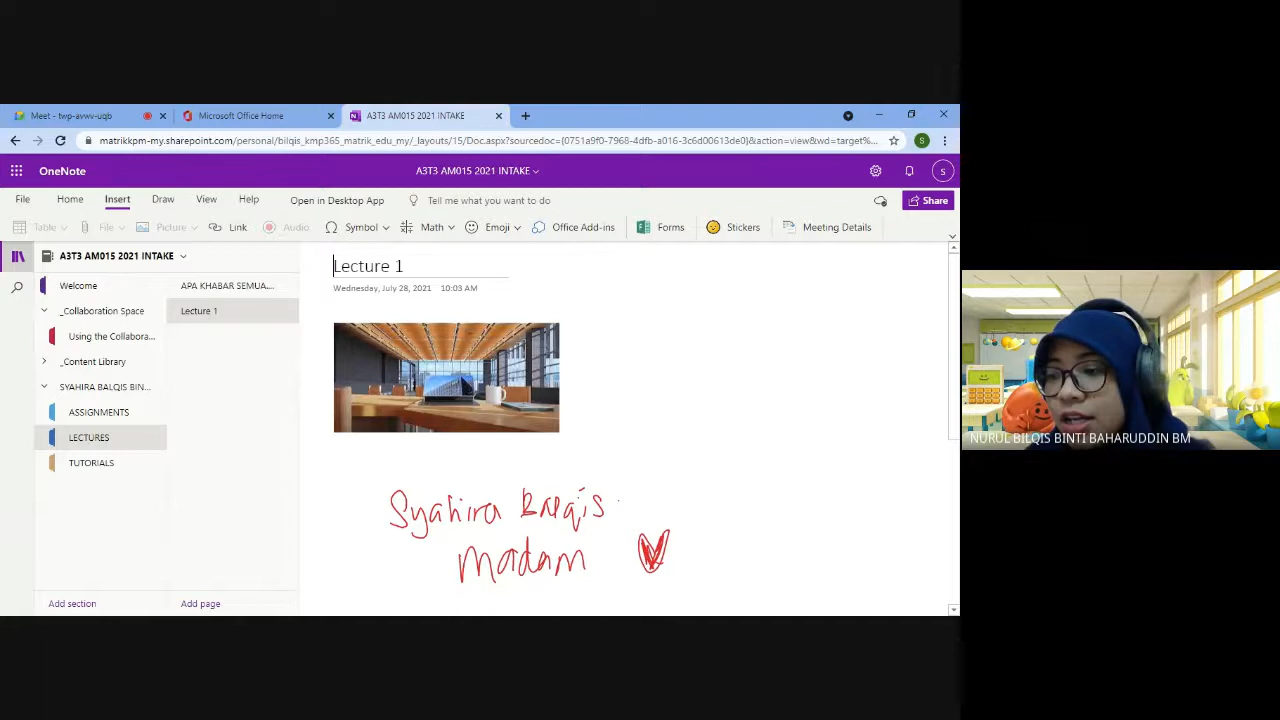 Meet - twp-avwv-uqb
Microsoft Office Home
A3T3 AM015 2021 INTAKE
matrikkpm-my.sharepoint.com/personal/bilqis_kmp365_matrik_edu_my/_layouts/15/Doc.aspx?sourcedoc={0751a9f0-7968-4dfb-a016-3c6d00613de0}&action=view&wd=target%...
S
OneNote
A3T3 AM015 2021 INTAKE
S
File Home Insert Draw View Help Open in Desktop App Tell me what you want to do Share
Table File Picture Link Audio Symbol Math Emoji Office Add-ins Forms Stickers Meeting Details
A3T3 AM015 2021 INTAKE
Welcome
_Collaboration Space
Using the Collabora...
_Content Library
SYAHIRA BALQIS BIN...
ASSIGNMENTS
LECTURES
TUTORIALS
Add section
APA KHABAR SEMUA...
Lecture 1
Add page
Lecture 1
Wednesday, July 28, 2021 10:03 AM
Syahira Balqis
Madam
NURUL BILQIS BINTI BAHARUDDIN BM